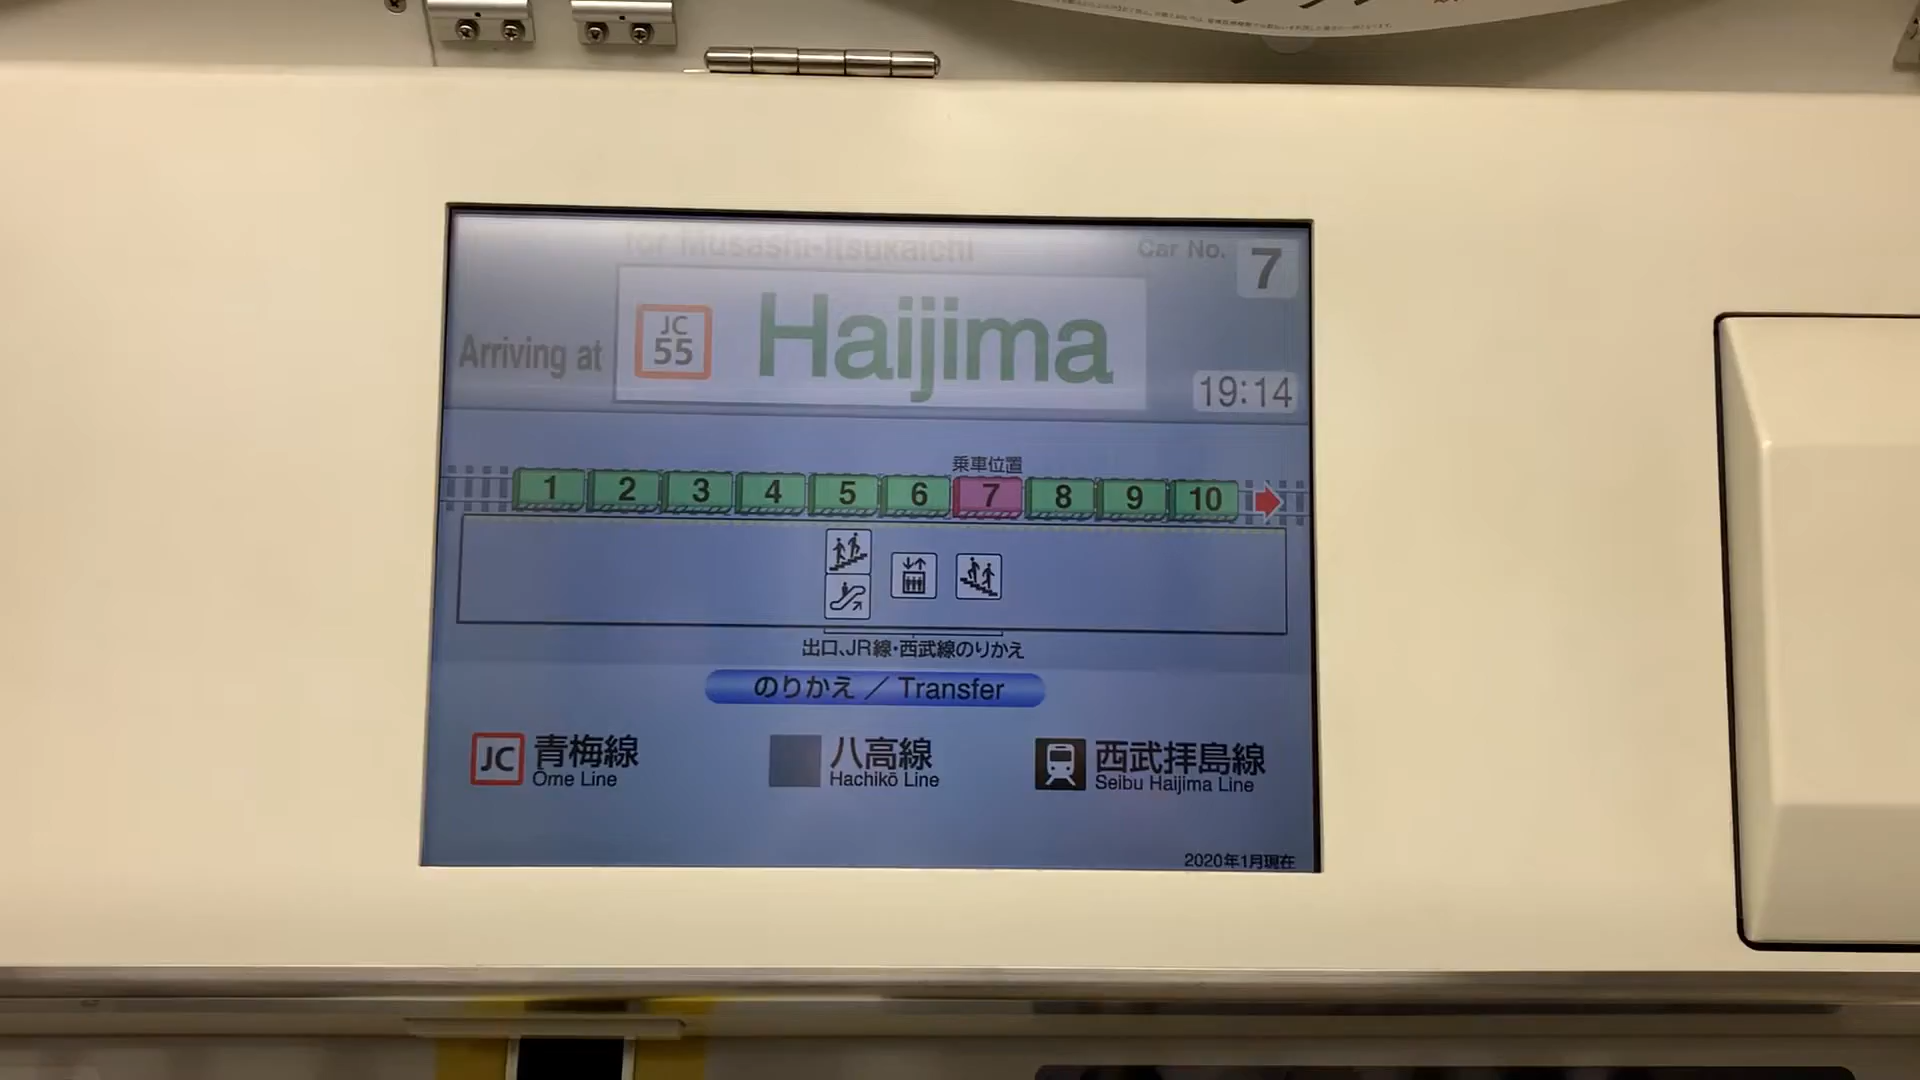 for Musashi-Itsukaichi
Car No. 7
Arriving at
JC 55
Haijima
19:14
乗車位置
1 2 3 4 5 6 7 8 9 10
出口、JR線・西武線のりかえ
のりかえ / Transfer
JC 青梅線
Ōme Line
八高線
Hachikō Line
西武拝島線
Seibu Haijima Line
2020年1月現在